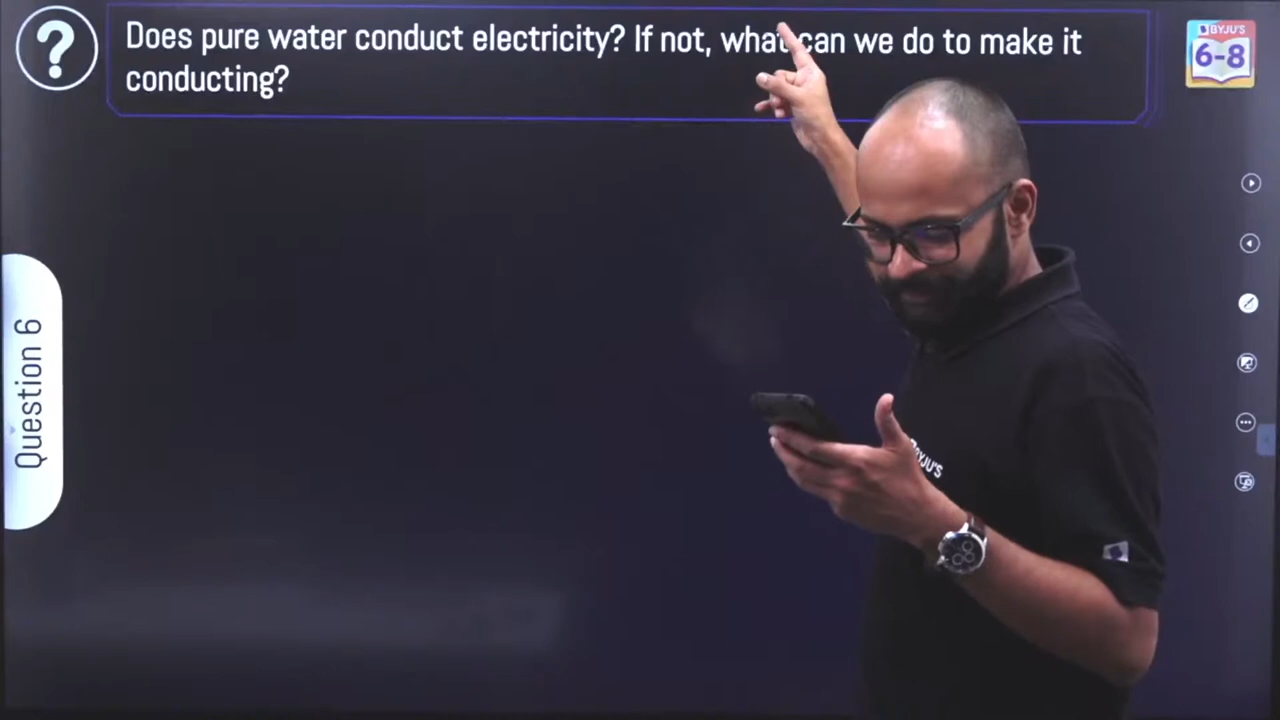 Does pure water conduct electricity? If not, what can we do to make it
conducting?
BYJU'S
6-8
Question 6
BYJU'S